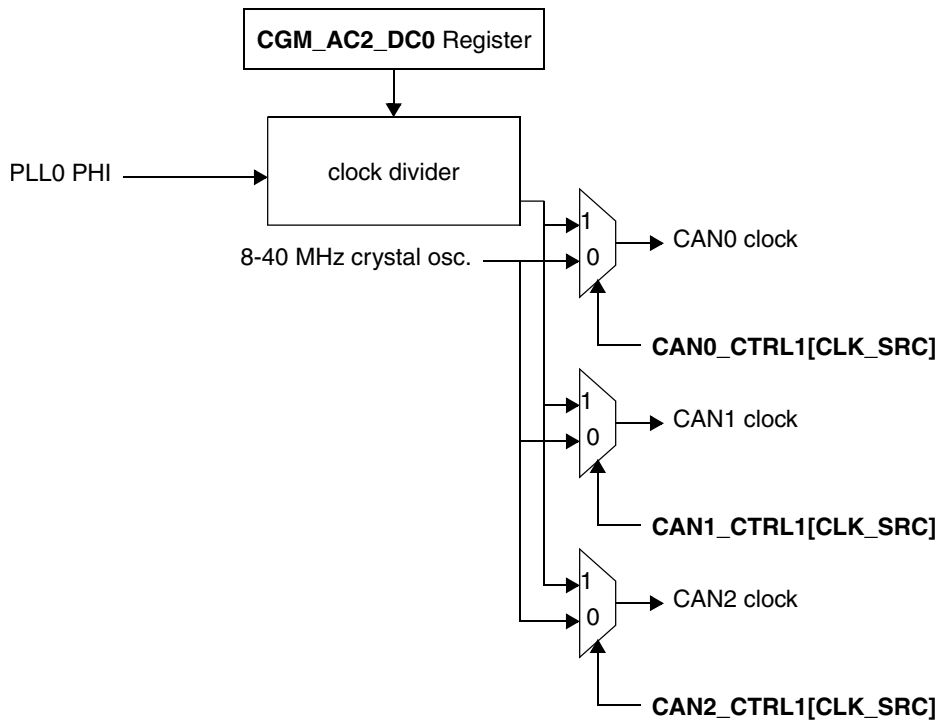 CGM_AC2_DC0 Register
PLL0 PHI
clock divider
1
CAN0 clock
8-40 MHz crystal osc.
0
CAN0_CTRL1[CLK_SRC]
1
CAN1 clock
0
CAN1_CTRL1[CLK_SRC]
1
CAN2 clock
0
CAN2_CTRL1[CLK_SRC]